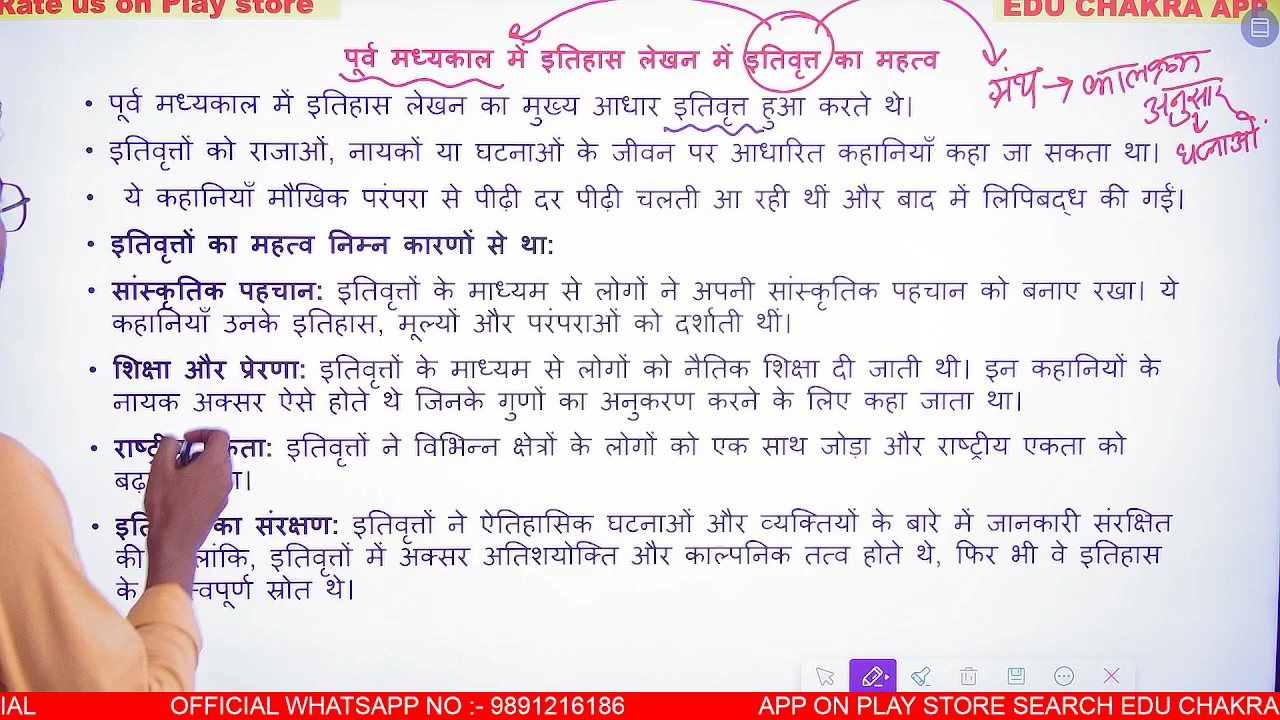 Rate us on Play store
EDU CHAKRA APP
पूर्व मध्यकाल में इतिहास लेखन में इतिवृत्त का महत्व
ग्रंथ → कालक्रम
अनुसार
घटनाओं
• पूर्व मध्यकाल में इतिहास लेखन का मुख्य आधार इतिवृत्त हुआ करते थे।
• इतिवृत्तों को राजाओं, नायकों या घटनाओं के जीवन पर आधारित कहानियाँ कहा जा सकता था।
• ये कहानियाँ मौखिक परंपरा से पीढ़ी दर पीढ़ी चलती आ रही थीं और बाद में लिपिबद्ध की गईं।
• इतिवृत्तों का महत्व निम्न कारणों से था:
• सांस्कृतिक पहचान: इतिवृत्तों के माध्यम से लोगों ने अपनी सांस्कृतिक पहचान को बनाए रखा। ये
कहानियाँ उनके इतिहास, मूल्यों और परंपराओं को दर्शाती थीं।
• शिक्षा और प्रेरणा: इतिवृत्तों के माध्यम से लोगों को नैतिक शिक्षा दी जाती थी। इन कहानियों के
नायक अक्सर ऐसे होते थे जिनके गुणों का अनुकरण करने के लिए कहा जाता था।
• इतिवृत्तों ने विभिन्न क्षेत्रों के लोगों को एक साथ जोड़ा और राष्ट्रीय एकता को
• का संरक्षण: इतिवृत्तों ने ऐतिहासिक घटनाओं और व्यक्तियों के बारे में जानकारी संरक्षित
की इतिवृत्तों में अक्सर अतिशयोक्ति और काल्पनिक तत्व होते थे, फिर भी वे इतिहास
के स्रोत थे।
IAL OFFICIAL WHATSAPP NO :- 9891216186 APP ON PLAY STORE SEARCH EDU CHAKRA